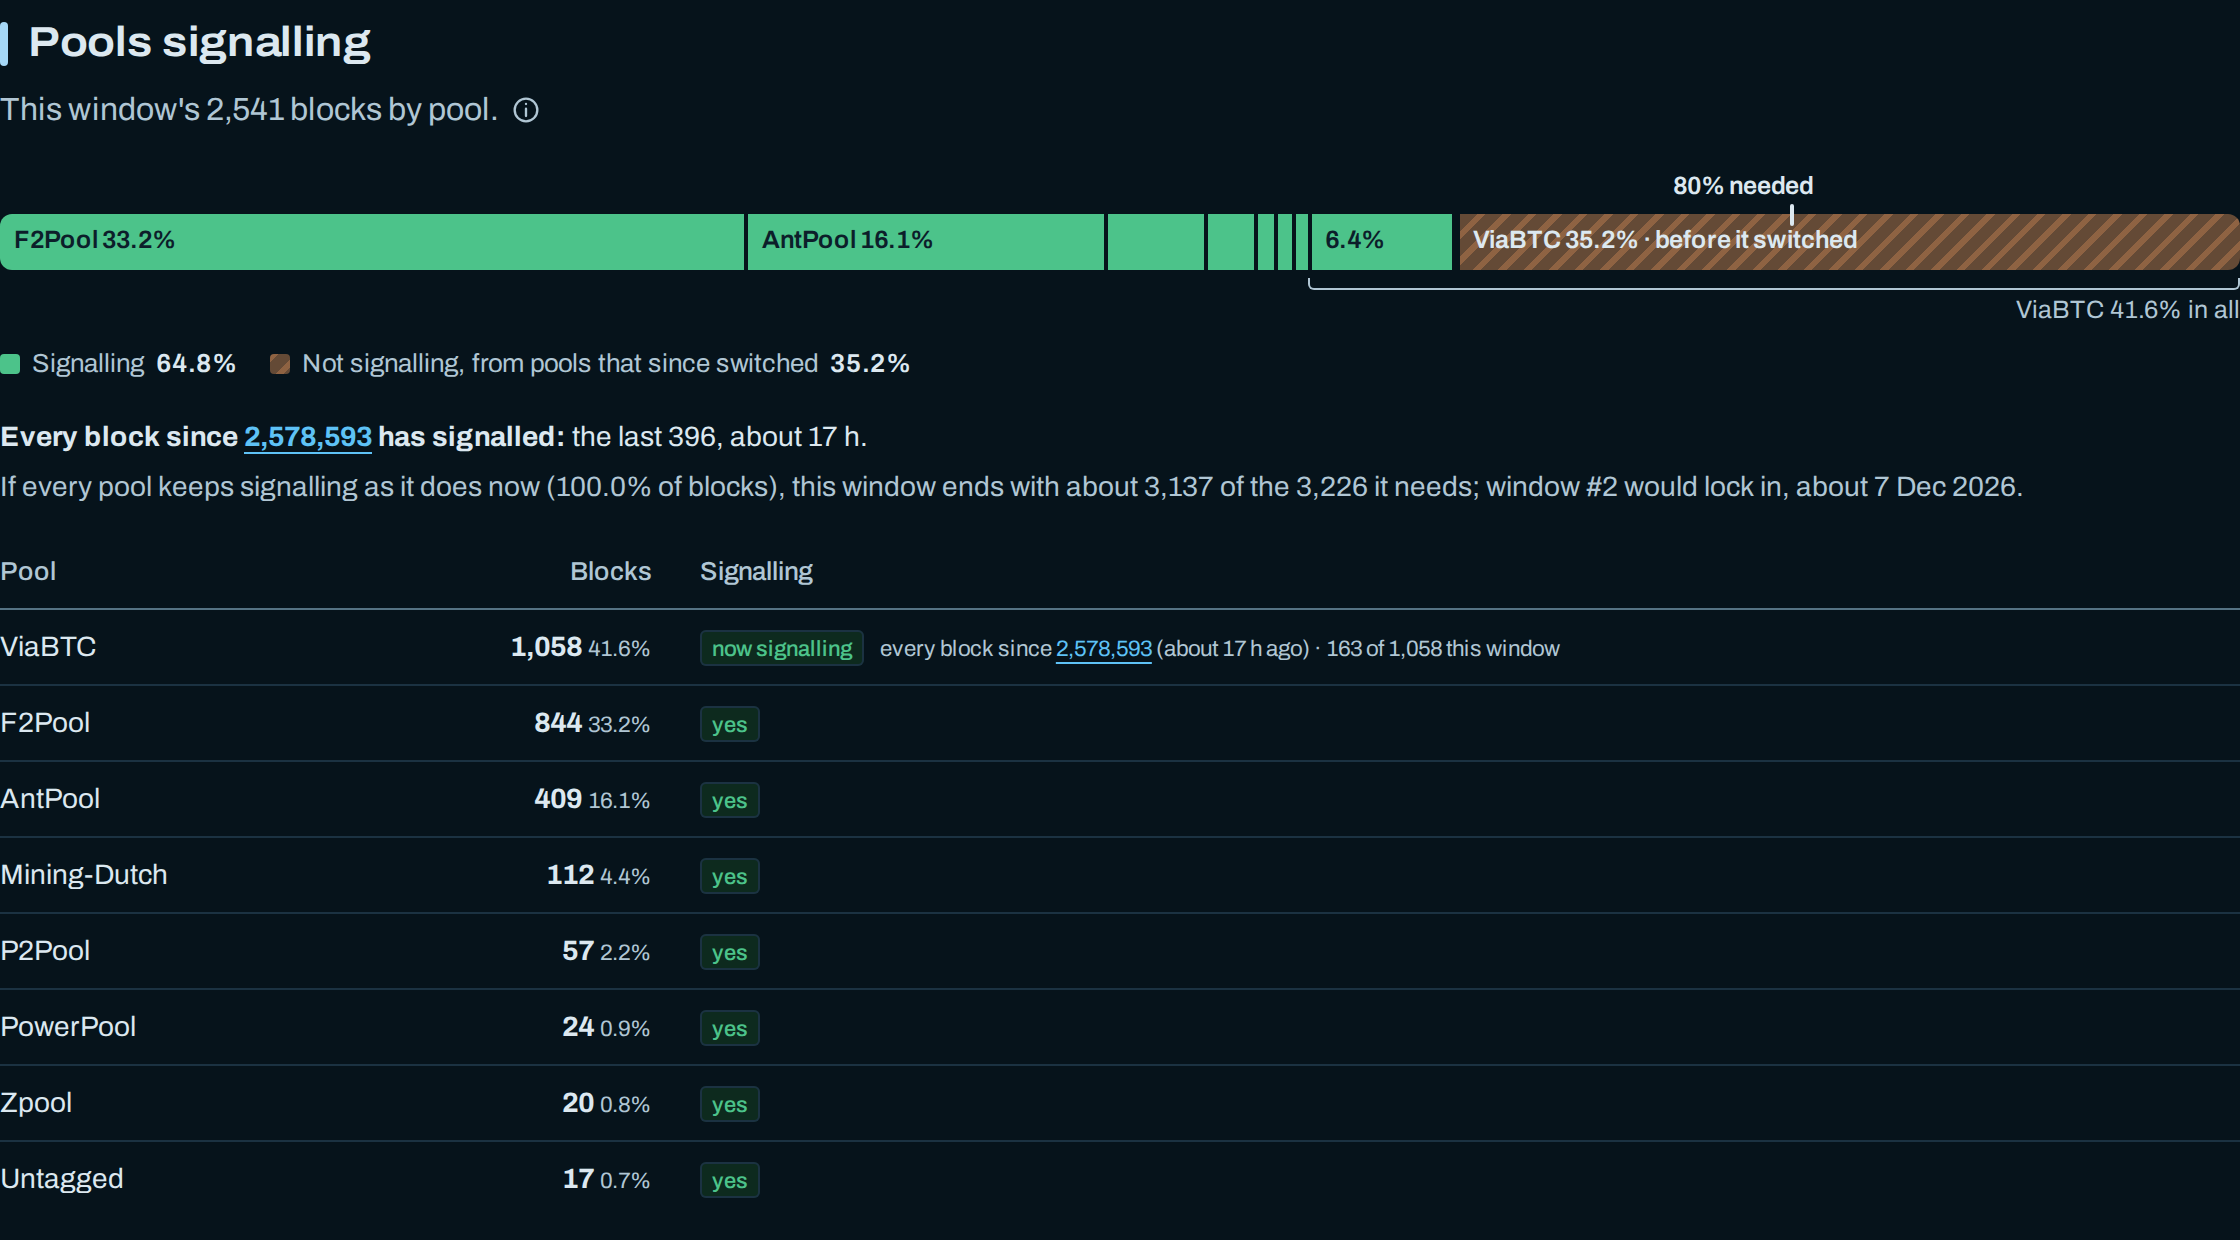 Pools signalling
This window's 2,541 blocks by pool.
80% needed
F2Pool 33.2% AntPool 16.1% 6.4% ViaBTC 35.2% · before it switched
ViaBTC 41.6% in all
Signalling 64.8% Not signalling, from pools that since switched 35.2%
Every block since 2,578,593 has signalled: the last 396, about 17 h.
If every pool keeps signalling as it does now (100.0% of blocks), this window ends with about 3,137 of the 3,226 it needs; window #2 would lock in, about 7 Dec 2026.
Pool Blocks Signalling
ViaBTC 1,058 41.6% now signalling every block since 2,578,593 (about 17 h ago) · 163 of 1,058 this window
F2Pool 844 33.2% yes
AntPool 409 16.1% yes
Mining-Dutch 112 4.4% yes
P2Pool 57 2.2% yes
PowerPool 24 0.9% yes
Zpool 20 0.8% yes
Untagged 17 0.7% yes